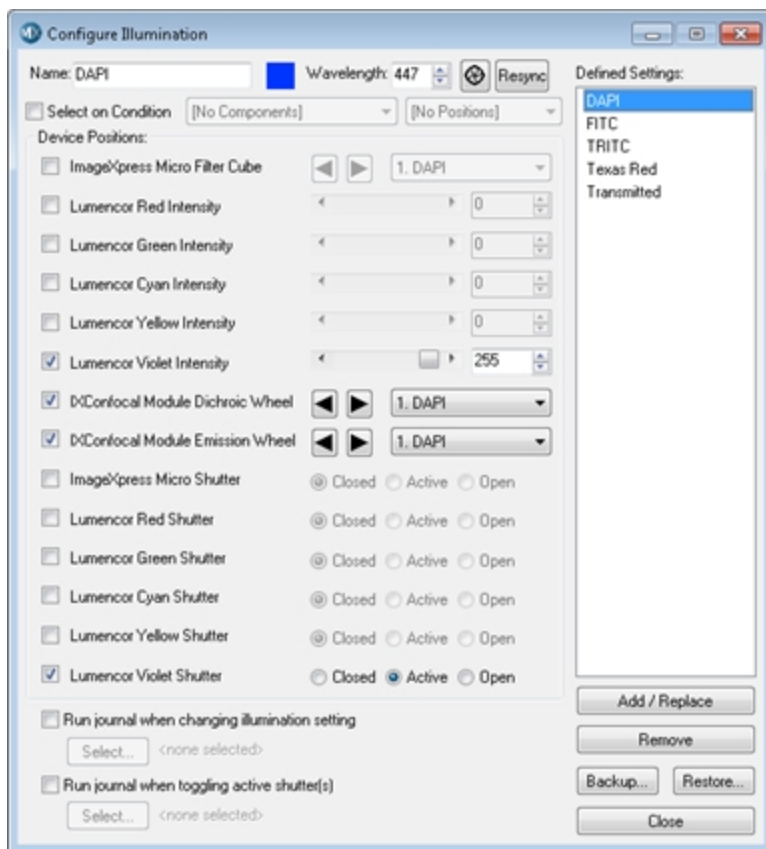 Configure Illumination
Name: DAPI Wavelength: 447 Resync Defined Settings:
Select on Condition [No Components] [No Positions] DAPI
FITC
TRITC
Texas Red
Transmitted
Device Positions:
ImageXpress Micro Filter Cube 1. DAPI
Lumencor Red Intensity 0
Lumencor Green Intensity 0
Lumencor Cyan Intensity 0
Lumencor Yellow Intensity 0
Lumencor Violet Intensity 255
IXConfocal Module Dichroic Wheel 1. DAPI
IXConfocal Module Emission Wheel 1. DAPI
ImageXpress Micro Shutter Closed Active Open
Lumencor Red Shutter Closed Active Open
Lumencor Green Shutter Closed Active Open
Lumencor Cyan Shutter Closed Active Open
Lumencor Yellow Shutter Closed Active Open
Lumencor Violet Shutter Closed Active Open
Run journal when changing illumination setting
Select... <none selected>
Run journal when toggling active shutter(s)
Select... <none selected>
Add / Replace
Remove
Backup... Restore...
Close